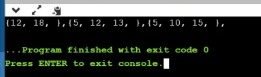 (12, 18, ),(5, 12, 13, ),(5, 10, 15, ),
...Program finished with exit code 0
Press ENTER to exit console.